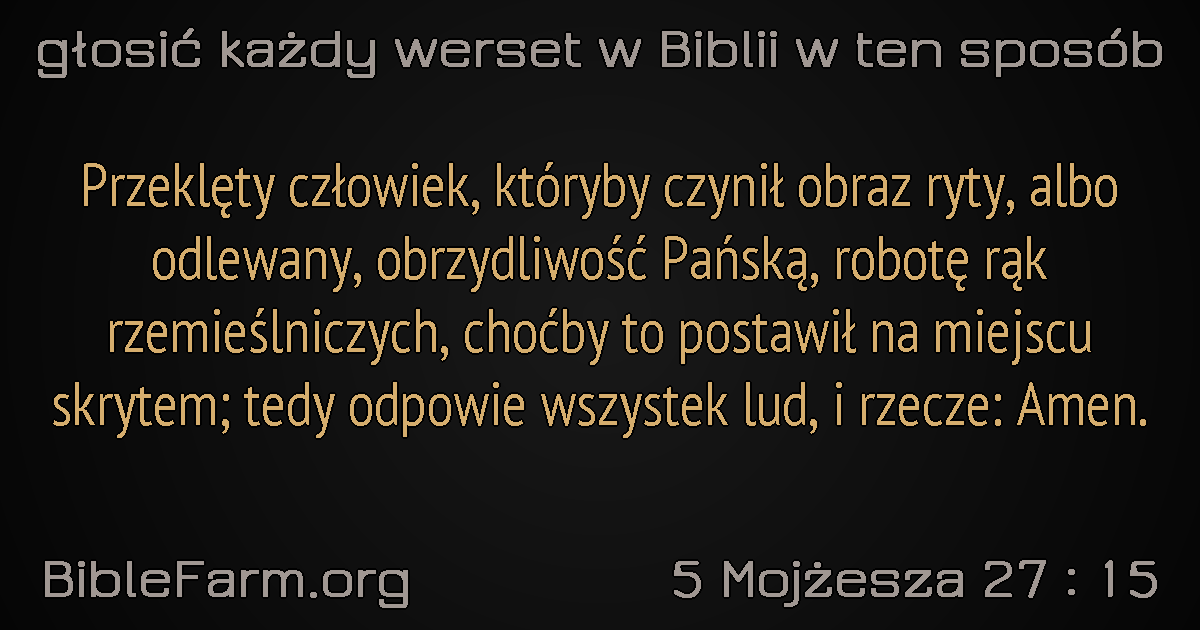 głosić każdy werset w Biblii w ten sposób
Przeklęty człowiek, któryby czynił obraz ryty, albo
odlewany, obrzydliwość Pańską, robotę rąk
rzemieślniczych, choćby to postawił na miejscu
skrytem; tedy odpowie wszystek lud, i rzecze: Amen.
BibleFarm.org
5 Mojżesza 27 : 15